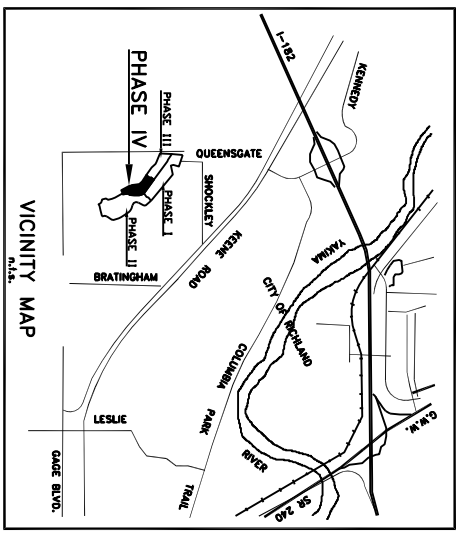 I-182
KENNEDY
PHASE IV
PHASE III
QUEENSGATE
SHOCKLEY
PHASE I
PHASE II
KEENE ROAD
YAKIMA
CITY OF RICHLAND
BRATINGHAM
VICINITY MAP
n.t.s.
COLUMBIA PARK TRAIL
G.W.W.
LESLIE
RIVER
SR 240
GAGE BLVD.